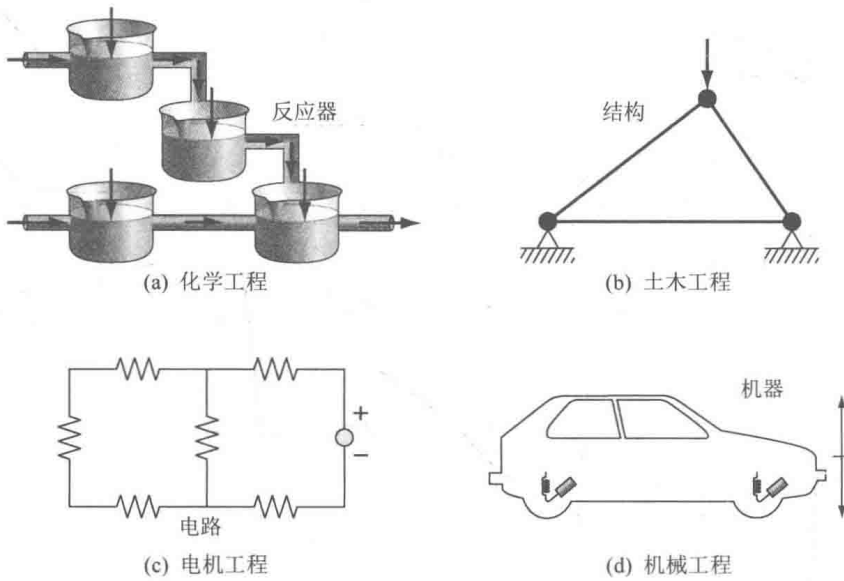 反应器
结构
(a) 化学工程
(b) 土木工程
机器
+
−
电路
(c) 电机工程
(d) 机械工程